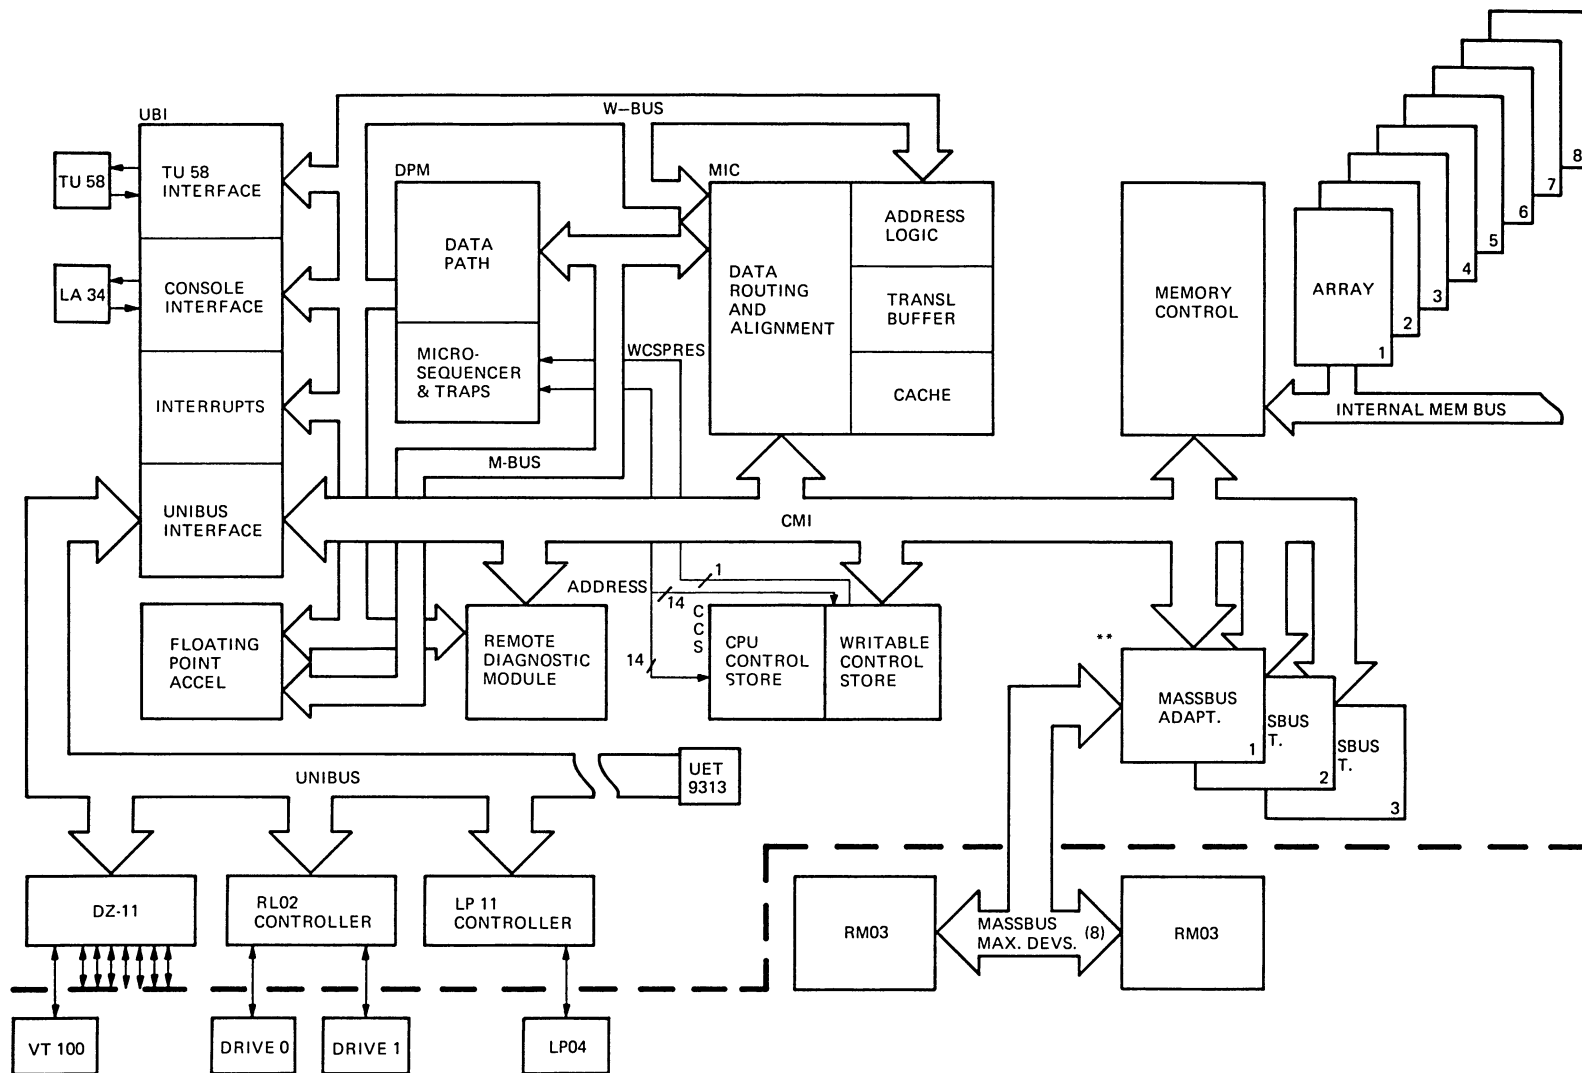 W–BUS
UBI
TU 58
TU 58
INTERFACE
LA 34
CONSOLE
INTERFACE
INTERRUPTS
UNIBUS
INTERFACE
DPM
DATA
PATH
MICRO-
SEQUENCER
& TRAPS
MIC
DATA
ROUTING
AND
ALIGNMENT
ADDRESS
LOGIC
TRANSL
BUFFER
CACHE
MEMORY
CONTROL
ARRAY
1
2
3
4
5
6
7
8
INTERNAL MEM BUS
WCSPRES
M-BUS
CMI
FLOATING
POINT
ACCEL
REMOTE
DIAGNOSTIC
MODULE
ADDRESS
1
14
14
C
C
S
CPU
CONTROL
STORE
WRITABLE
CONTROL
STORE
**
MASSBUS
ADAPT.
1
SBUS
T.
2
SBUS
T.
3
UNIBUS
UET
9313
DZ-11
RL02
CONTROLLER
LP 11
CONTROLLER
RM03
MASSBUS
MAX. DEVS. (8)
RM03
VT 100
DRIVE 0
DRIVE 1
LP04